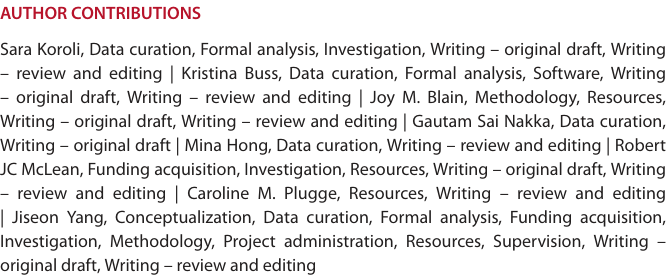 AUTHOR CONTRIBUTIONS
Sara Koroli, Data curation, Formal analysis, Investigation, Writing – original draft, Writing
– review and editing | Kristina Buss, Data curation, Formal analysis, Software, Writing
– original draft, Writing – review and editing | Joy M. Blain, Methodology, Resources,
Writing – original draft, Writing – review and editing | Gautam Sai Nakka, Data curation,
Writing – original draft | Mina Hong, Data curation, Writing – review and editing | Robert
JC McLean, Funding acquisition, Investigation, Resources, Writing – original draft, Writing
– review and editing | Caroline M. Plugge, Resources, Writing – review and editing
| Jiseon Yang, Conceptualization, Data curation, Formal analysis, Funding acquisition,
Investigation, Methodology, Project administration, Resources, Supervision, Writing –
original draft, Writing – review and editing